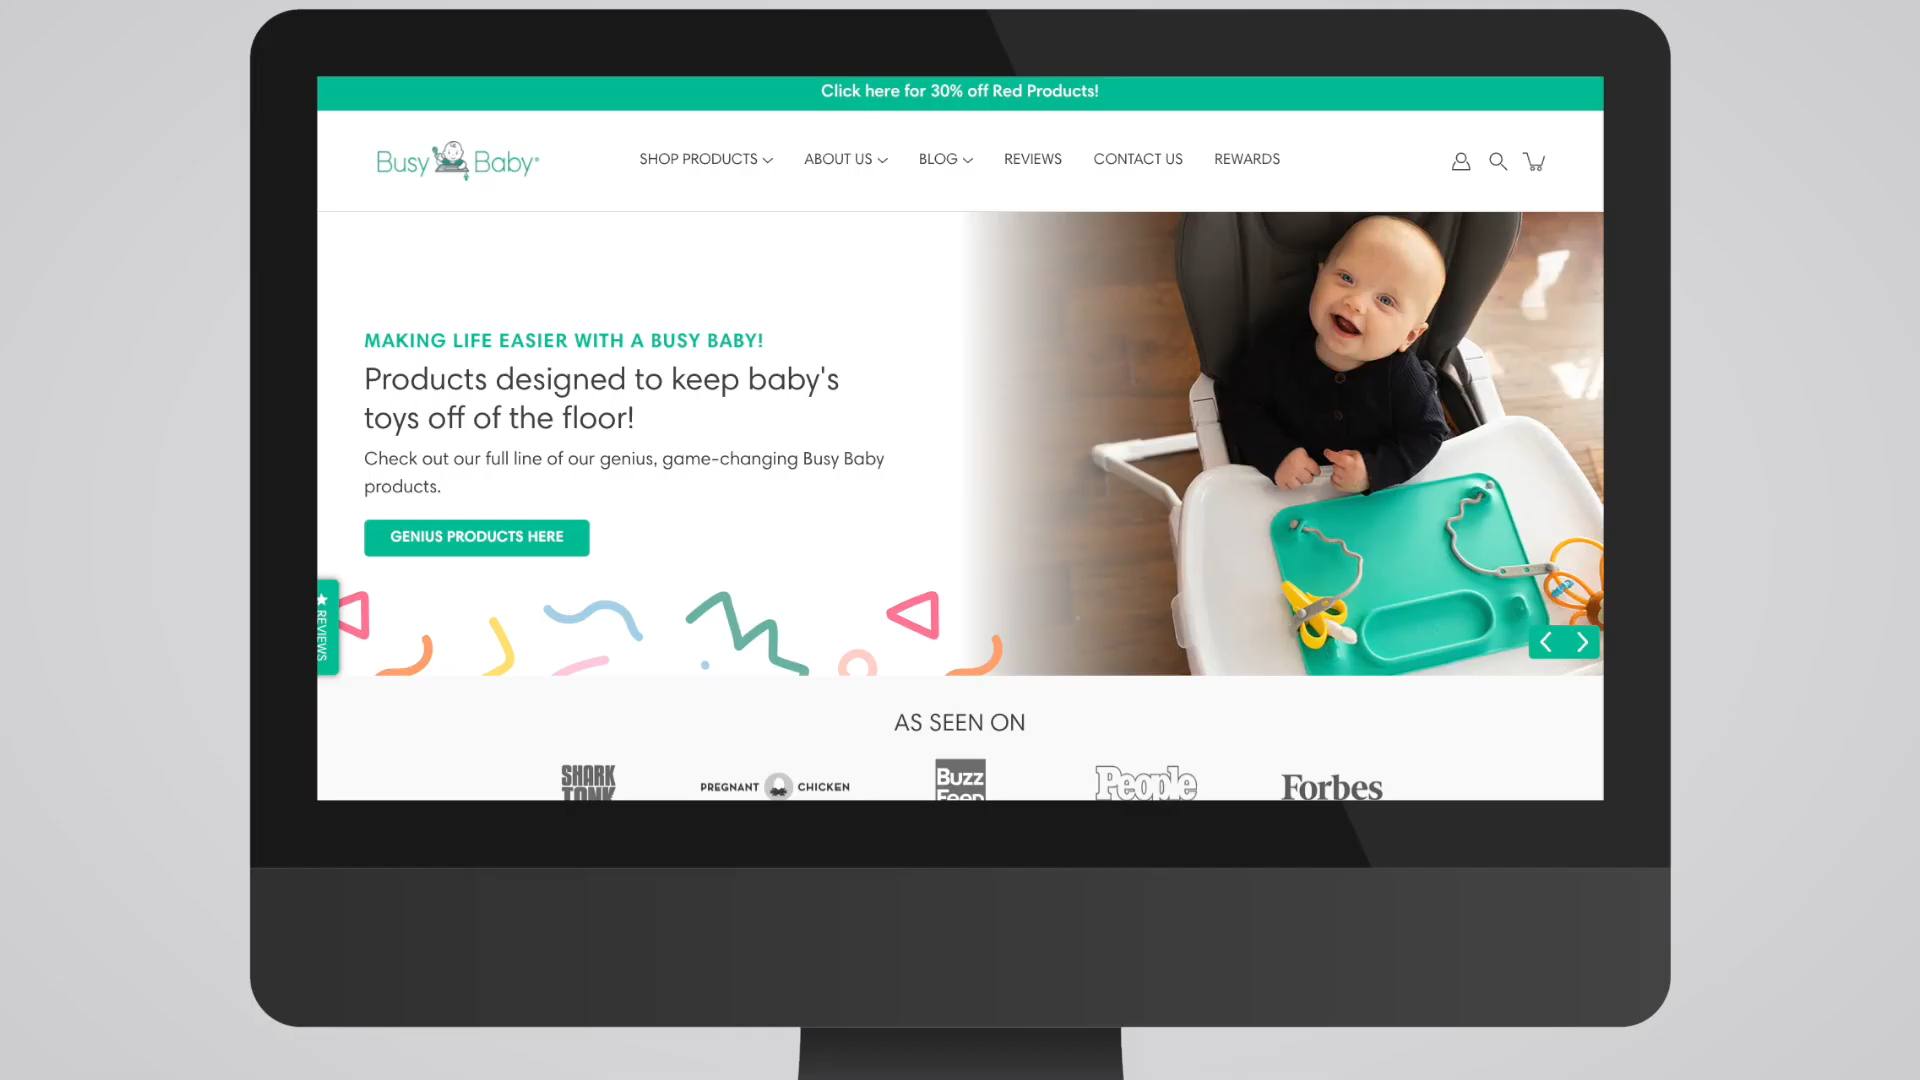 Click here for 30% off Red Products!
Busy Baby
SHOP PRODUCTS
ABOUT US
BLOG
REVIEWS
CONTACT US
REWARDS
MAKING LIFE EASIER WITH A BUSY BABY!
Products designed to keep baby's
toys off of the floor!
Check out our full line of our genius, game-changing Busy Baby
products.
GENIUS PRODUCTS HERE
REVIEWS
AS SEEN ON
SHARK
TANK
PREGNANT CHICKEN
Buzz
Feed
People
Forbes